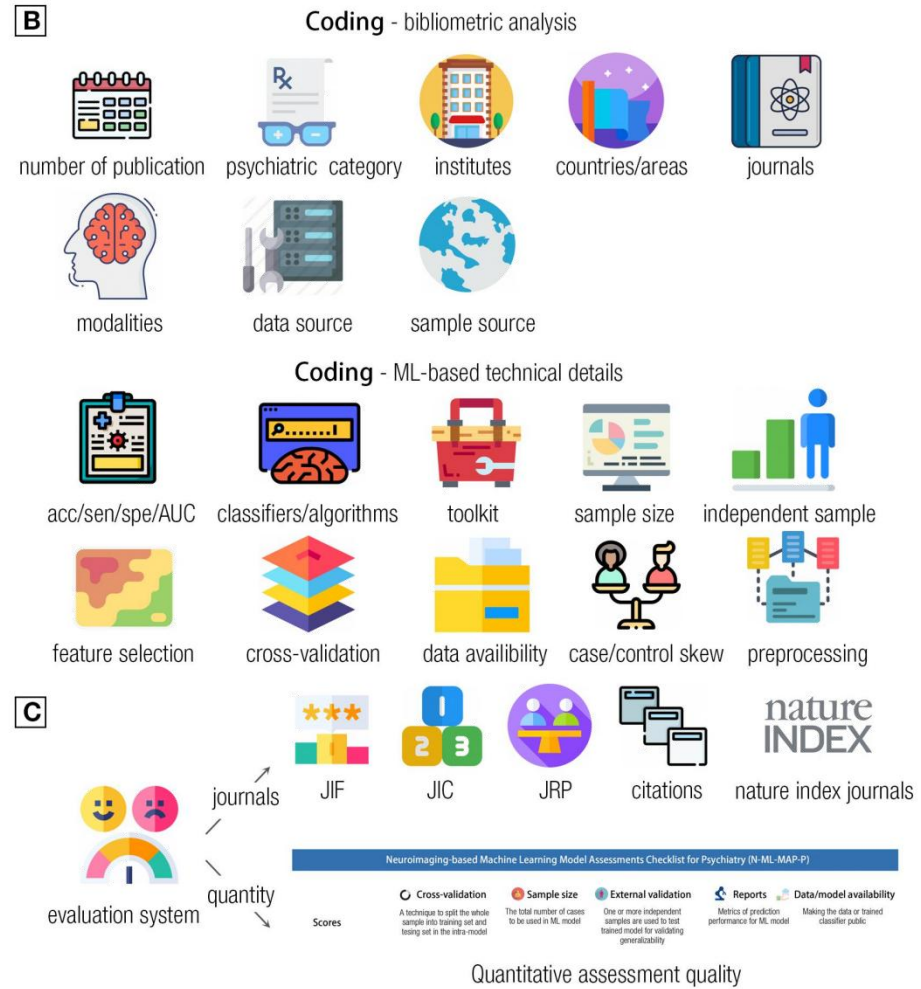 B
Coding - bibliometric analysis
Rx
number of publication
psychiatric category
institutes
countries/areas
journals
modalities
data source
sample source
Coding - ML-based technical details
acc/sen/spe/AUC
classifiers/algorithms
toolkit
sample size
independent sample
feature selection
cross-validation
data availibility
case/control skew
preprocessing
C
evaluation system
journals
quantity
***
1
2 3
JIF
JIC
JRP
citations
nature
INDEX
nature index journals
Neuroimaging-based Machine Learning Model Assessments Checklist for Psychiatry (N-ML-MAP-P)
Scores
Cross-validation
A technique to split the whole
sample into training set and
tesing set in the intra-model
Sample size
The total number of cases
to be used in ML model
External validation
One or more independent
samples are used to test
trained model for validating
generalizability
Reports
Metrics of prediction
performance for ML model
Data/model availability
Making the data or trained
classifier public
Quantitative assessment quality